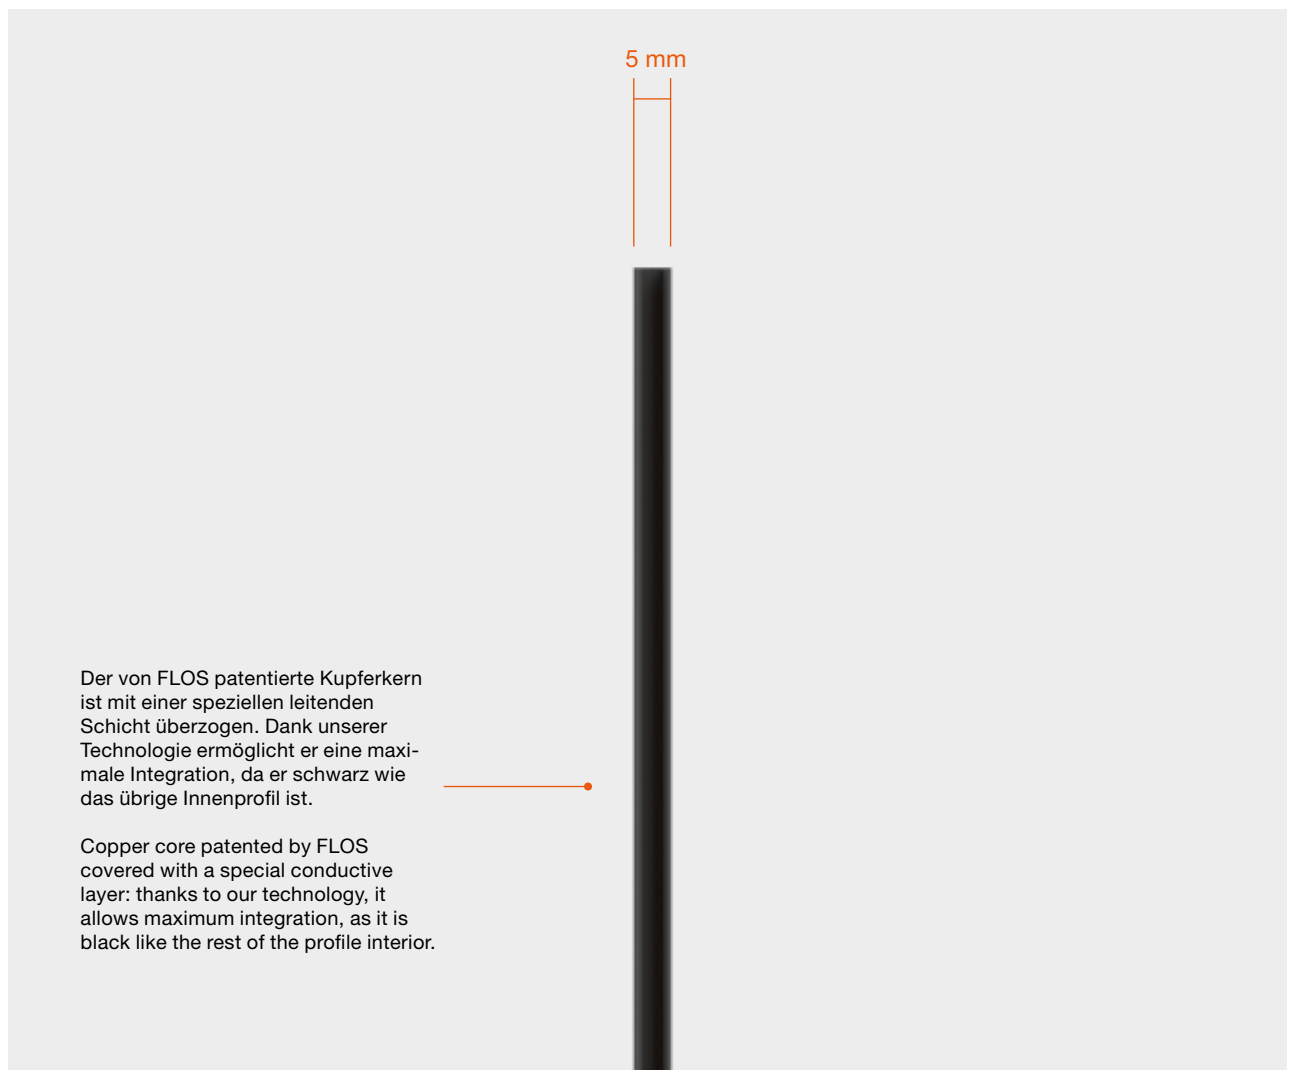 5 mm
Der von FLOS patentierte Kupferkern
ist mit einer speziellen leitenden
Schicht überzogen. Dank unserer
Technologie ermöglicht er eine maxi-
male Integration, da er schwarz wie
das übrige Innenprofil ist.
Copper core patented by FLOS
covered with a special conductive
layer: thanks to our technology, it
allows maximum integration, as it is
black like the rest of the profile interior.